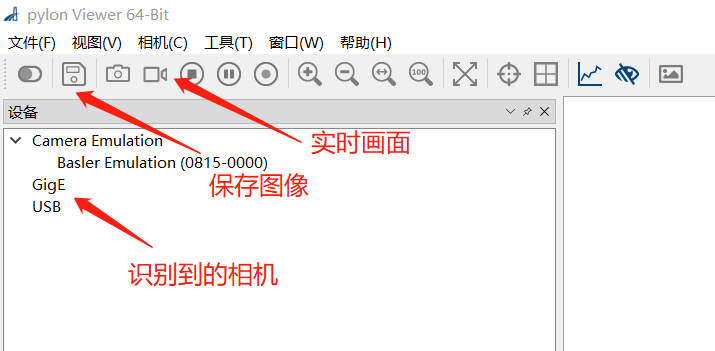 pylon Viewer 64-Bit
文件(F) 视图(V) 相机(C) 工具(T) 窗口(W) 帮助(H)
100
设备
实时画面
Camera Emulation
Basler Emulation (0815-0000)
保存图像
GigE
USB
识别到的相机